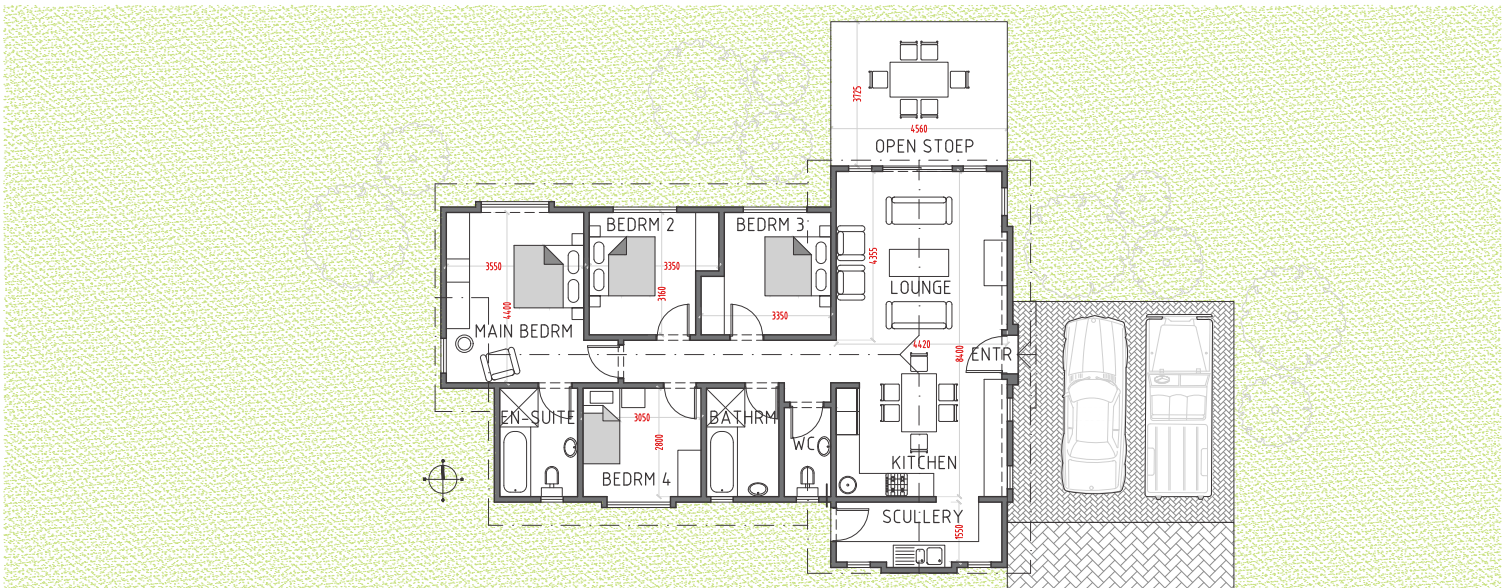 3725
4560
OPEN STOEP
BEDRM 2
BEDRM 3
3550
3350
4355
3160
4400
LOUNGE
3350
MAIN BEDRM
4420
8400
ENTR
EN-SUITE
3050
BATHRM
2800
WC
KITCHEN
BEDRM 4
SCULLERY
1550